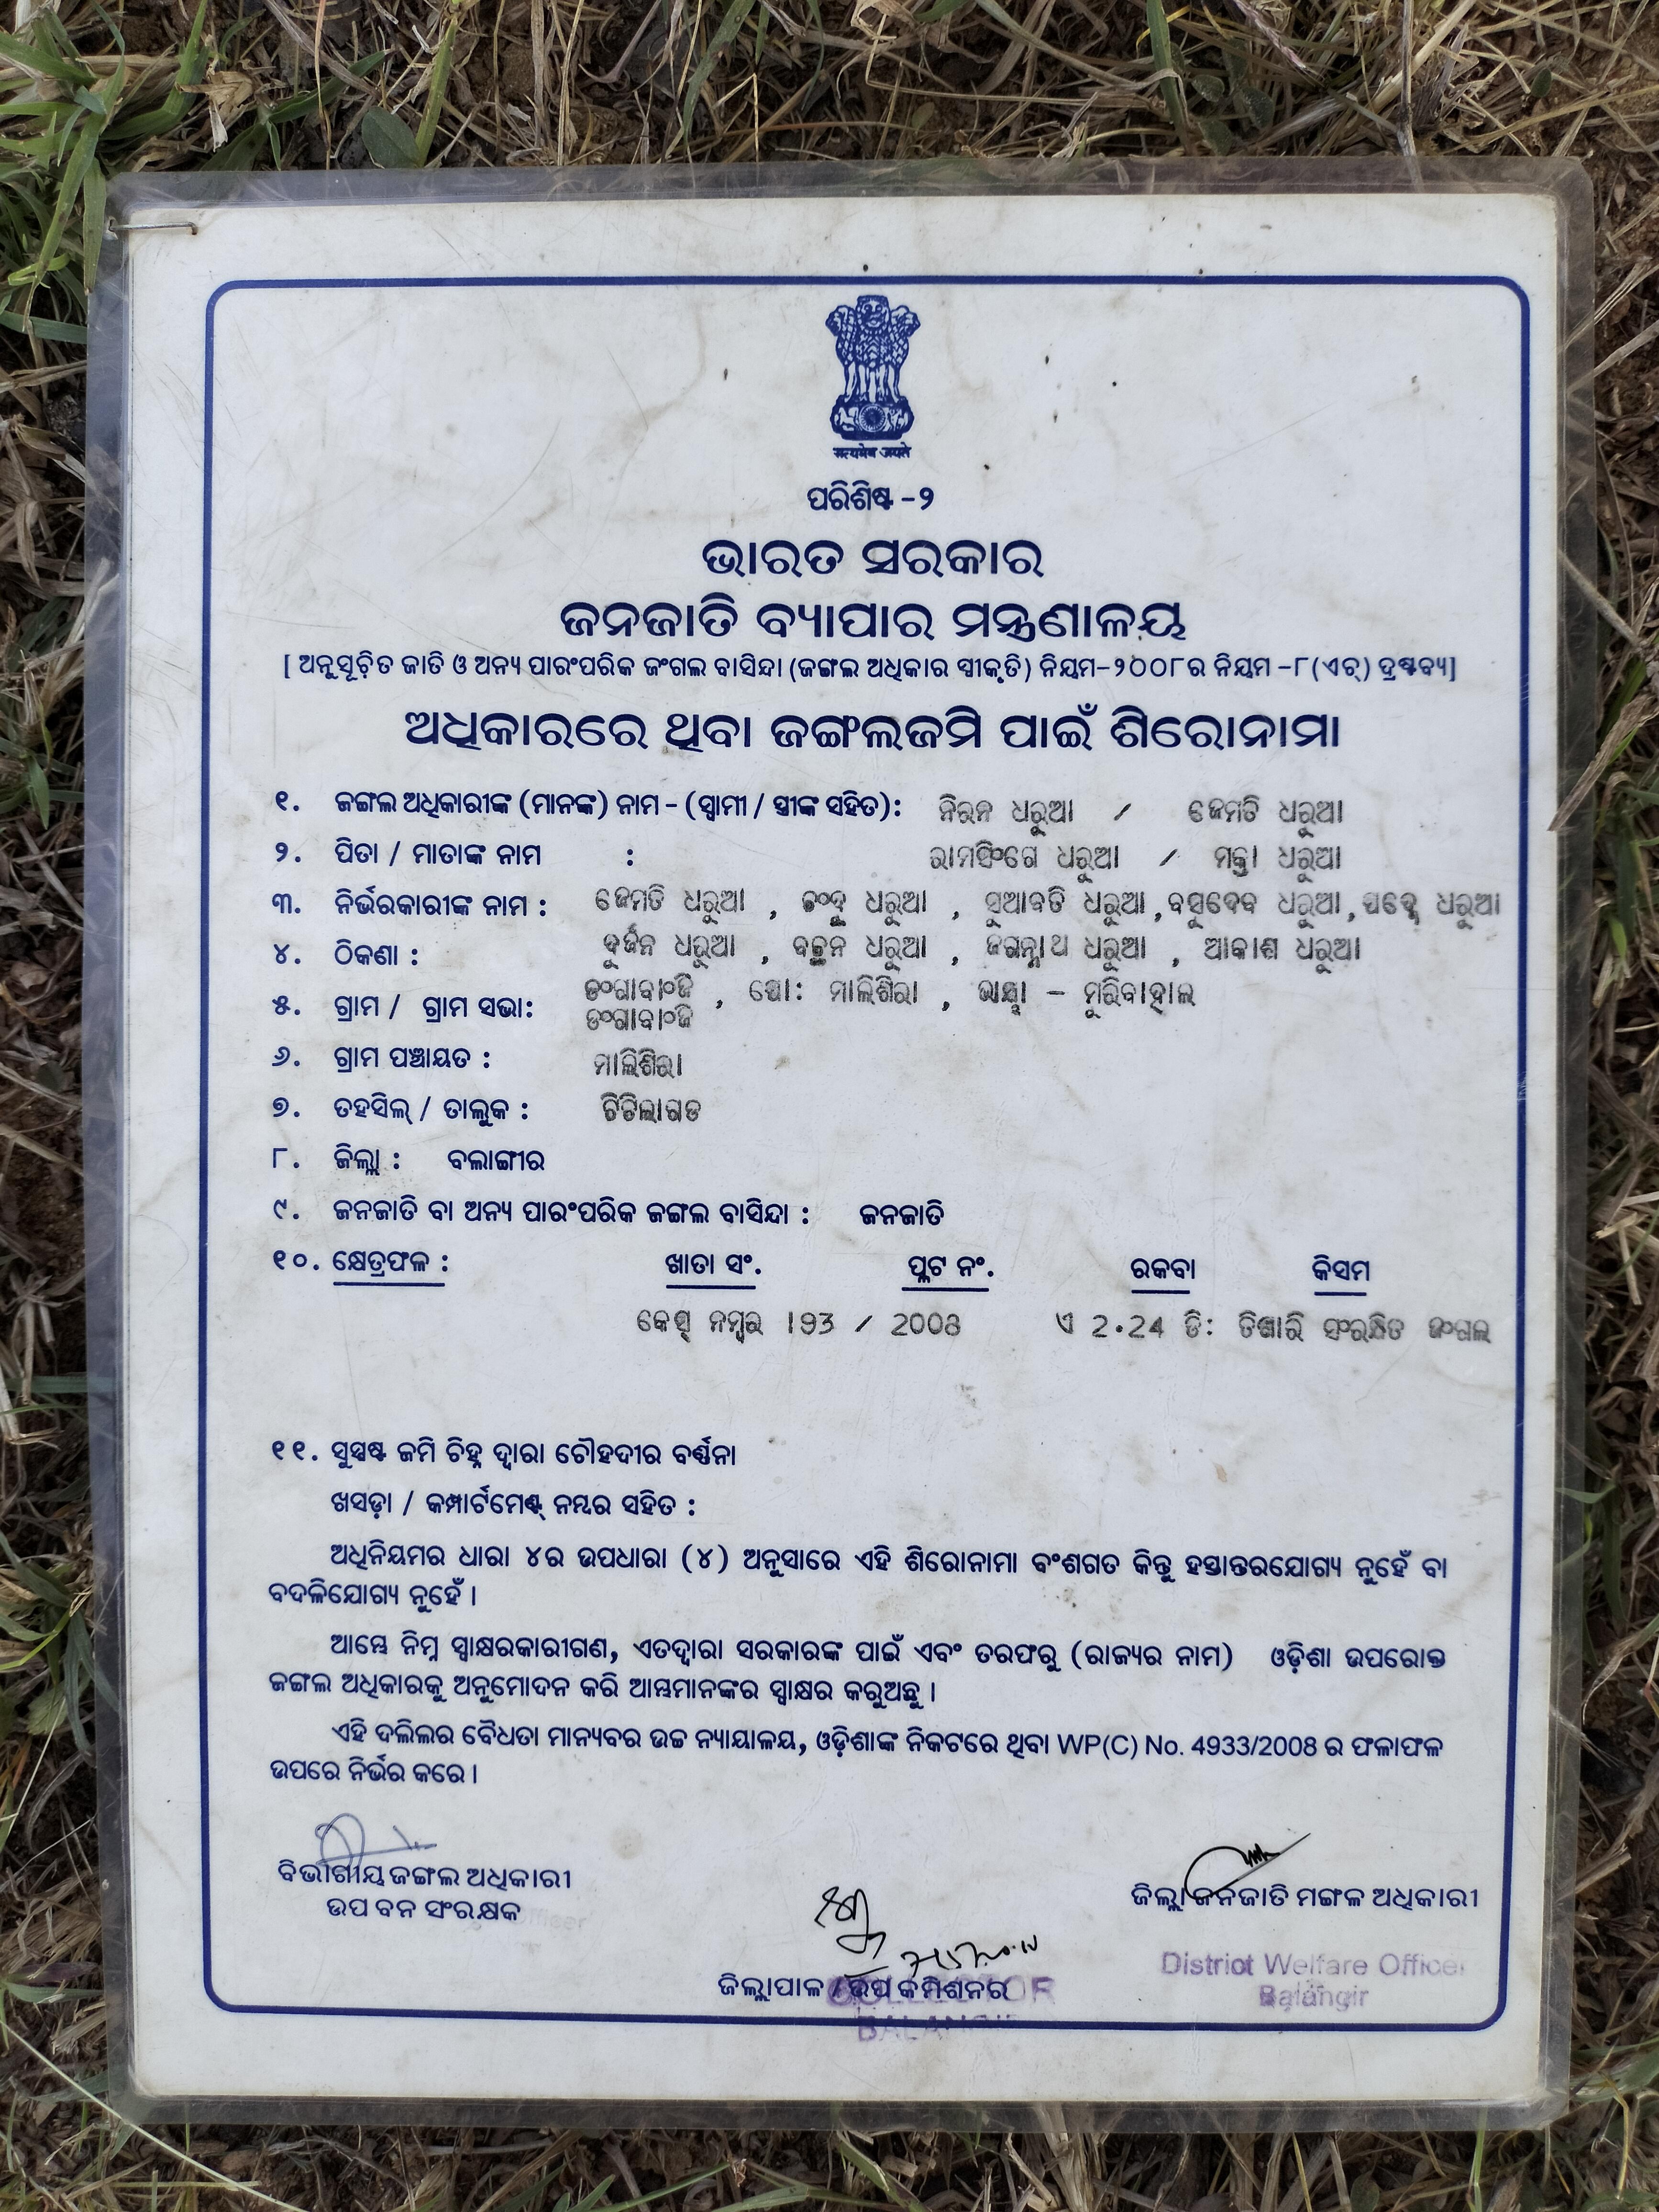 सत्यमेव जयते
ପରିଶିଷ୍ଟ -୨
ଭାରତ ସରକାର
ଜନଜାତି ବ୍ୟାପାର ମନ୍ତ୍ରଣାଳୟ
[ ଅନୁସୂଚିତ ଜାତି ଓ ଅନ୍ୟ ପାରଂପରିକ ଜଂଗଲ ବାସିନ୍ଦା (ଜଙ୍ଗଲ ଅଧିକାର ସ୍ୱୀକୃତି) ନିୟମ-୨୦୦୮ର ନିୟମ -୮(ଏଚ୍) ଦ୍ରଷ୍ଟବ୍ୟ]
ଅଧିକାରରେ ଥିବା ଜଙ୍ଗଲଜମି ପାଇଁ ଶିରୋନାମା
୧. ଜଙ୍ଗଲ ଅଧିକାରୀଙ୍କ (ମାନଙ୍କ) ନାମ - (ସ୍ୱାମୀ / ସ୍ତ୍ରୀଙ୍କ ସହିତ): ନିରନ ଧରୁଆ / ଜେମତି ଧରୁଆ
୨. ପିତା / ମାତାଙ୍କ ନାମ : ରାମସିଂଗେ ଧରୁଆ / ମକ୍ତା ଧରୁଆ
୩. ନିର୍ଭରକାରୀଙ୍କ ନାମ : ଜେମତି ଧରୁଆ , ଚଂଦୁ ଧରୁଆ , ସୁଆବତି ଧରୁଆ, ବସୁଦେବ ଧରୁଆ, ଧରୁଆ
୪. ଠିକଣା : ଦୁର୍ଜନ ଧରୁଆ , ବଚ୍ଚନ ଧରୁଆ , ଜଗନ୍ନାଥ ଧରୁଆ , ଆକାଶ ଧରୁଆ
ଡଂଗାବାଂଜି , ପୋ: ମାଲିଶିରା , ଭାୟା - ମୁରିବାହାଲ
୫. ଗ୍ରାମ / ଗ୍ରାମ ସଭା: ଡଂଗାବାଂଜି
୬. ଗ୍ରାମ ପଞ୍ଚାୟତ : ମାଲିଶିରା
୭. ତହସିଲ୍ / ତାଲୁକ : ଟିଟିଲାଗଡ
୮. ଜିଲ୍ଲା : ବଲାଙ୍ଗୀର
୯. ଜନଜାତି ବା ଅନ୍ୟ ପାରଂପରିକ ଜଙ୍ଗଲ ବାସିନ୍ଦା : ଜନଜାତି
୧୦. କ୍ଷେତ୍ରଫଳ : ଖାତା ସଂ. ପ୍ଲଟ ନଂ. ରକବା କିସମ
କେସ୍ ନମ୍ବର 193 / 2008 ଏ 2.24 ଡି: ତିଖାରି ସଂରକ୍ଷିତ ଜଂଗଲ
୧୧. ସୁସ୍ପଷ୍ଟ ଜମି ଚିହ୍ନ ଦ୍ୱାରା ଚୌହଦୀର ବର୍ଣ୍ଣନା
ଖସଡ଼ା / କମ୍ପାର୍ଟମେଣ୍ଟ୍ ନମ୍ବର ସହିତ :
ଅଧିନିୟମର ଧାରା ୪ର ଉପଧାରା (୪) ଅନୁସାରେ ଏହି ଶିରୋନାମା ବଂଶଗତ କିନ୍ତୁ ହସ୍ତାନ୍ତରଯୋଗ୍ୟ ନୁହେଁ ବା
ବଦଳିଯୋଗ୍ୟ ନୁହେଁ ।
ଆମ୍ଭେ ନିମ୍ନ ସ୍ୱାକ୍ଷରକାରୀଗଣ, ଏତଦ୍ଦ୍ୱାରା ସରକାରଙ୍କ ପାଇଁ ଏବଂ ତରଫରୁ (ରାଜ୍ୟର ନାମ) ଓଡ଼ିଶା ଉପରୋକ୍ତ
ଜଙ୍ଗଲ ଅଧିକାରକୁ ଅନୁମୋଦନ କରି ଆମ୍ଭମାନଙ୍କର ସ୍ୱାକ୍ଷର କରୁଅଛୁ ।
ଏହି ଦଲିଲର ବୈଧତା ମାନ୍ୟବର ଉଚ୍ଚ ନ୍ୟାୟାଳୟ, ଓଡ଼ିଶାଙ୍କ ନିକଟରେ ଥିବା WP(C) No. 4933/2008 ର ଫଳାଫଳ
ଉପରେ ନିର୍ଭର କରେ ।
ବିଭାଗୀୟ ଜଙ୍ଗଲ ଅଧିକାରୀ
ଉପ ବନ ସଂରକ୍ଷକ
Officer
ଜିଲ୍ଲା ଜନଜାତି ମଙ୍ଗଳ ଅଧିକାରୀ
District Welfare Officer
Balangir
ଜିଲ୍ଲାପାଳ / ଉପ କମିଶନର
COLLECTOR
BALANGIR